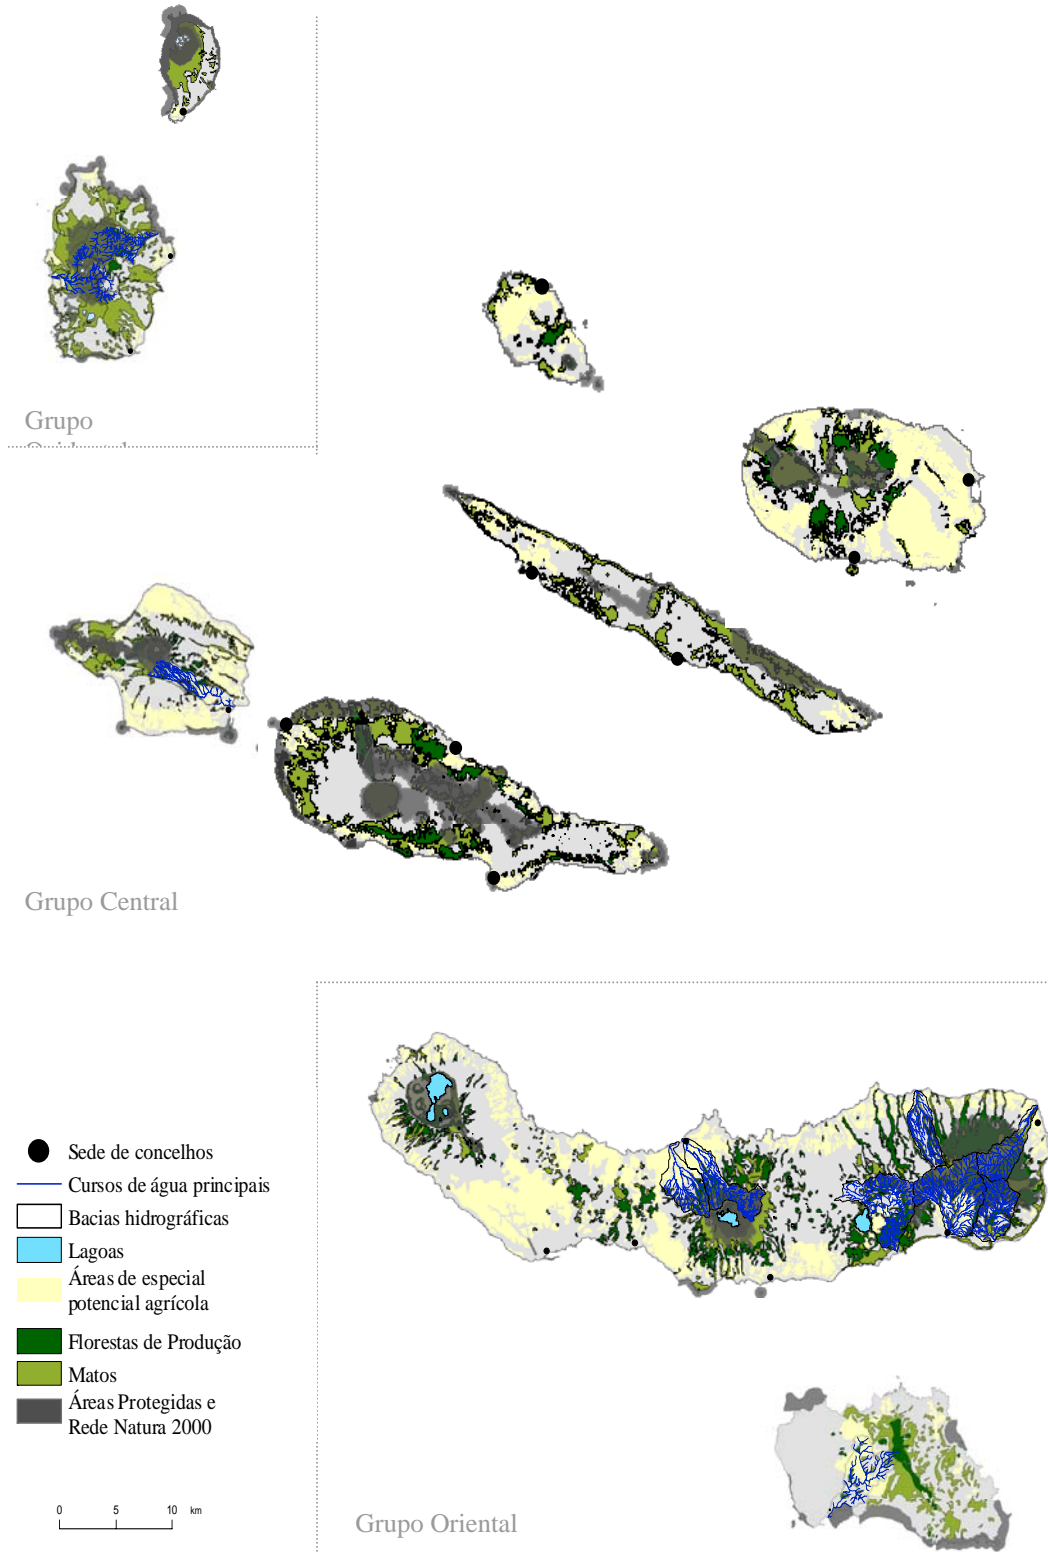 Grupo
Grupo Central
Sede de concelhos
Cursos de água principais
Bacias hidrográficas
Lagoas
Áreas de especial
potencial agrícola
Florestas de Produção
Matos
Áreas Protegidas e
Rede Natura 2000
0 5 10 km
Grupo Oriental